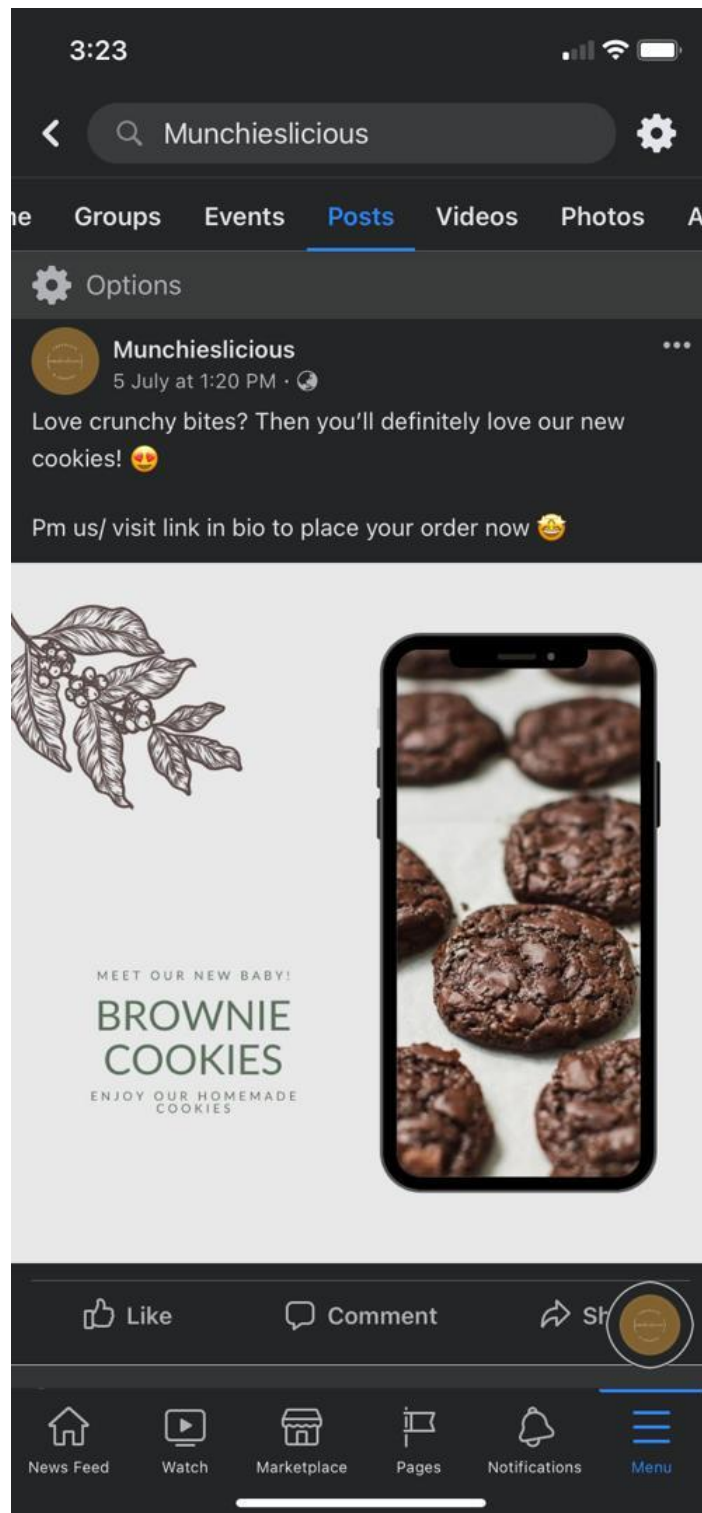 3:23
Munchieslicious
Groups Events Posts Videos Photos
Options
Munchieslicious
5 July at 1:20 PM ·
Love crunchy bites? Then you'll definitely love our new
cookies! 😍
Pm us/ visit link in bio to place your order now 🤩
MEET OUR NEW BABY!
BROWNIE
COOKIES
ENJOY OUR HOMEMADE
COOKIES
Like Comment
News Feed Watch Marketplace Pages Notifications Menu